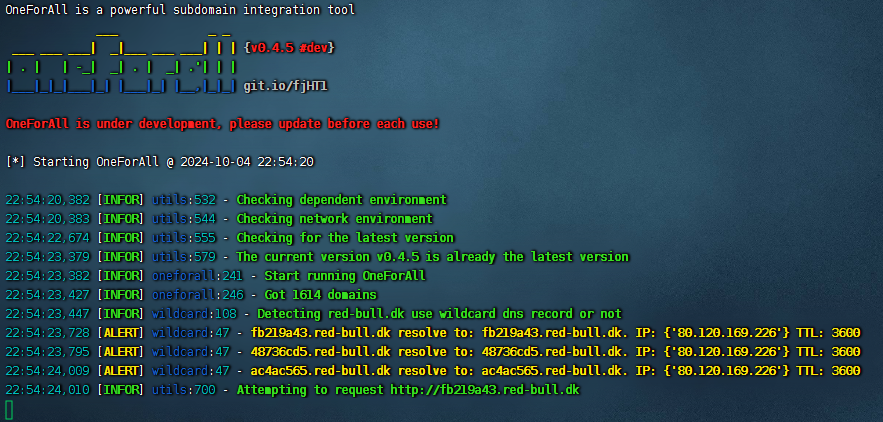 OneForAll is a powerful subdomain integration tool
{v0.4.5 #dev}
git.io/fjHT1
OneForAll is under development, please update before each use!
[*] Starting OneForAll @ 2024-10-04 22:54:20
22:54:20,382 [INFOR] utils:532 - Checking dependent environment
22:54:20,383 [INFOR] utils:544 - Checking network environment
22:54:22,674 [INFOR] utils:555 - Checking for the latest version
22:54:23,379 [INFOR] utils:579 - The current version v0.4.5 is already the latest version
22:54:23,382 [INFOR] oneforall:241 - Start running OneForAll
22:54:23,427 [INFOR] oneforall:246 - Got 1614 domains
22:54:23,447 [INFOR] wildcard:108 - Detecting red-bull.dk use wildcard dns record or not
22:54:23,728 [ALERT] wildcard:47 - fb219a43.red-bull.dk resolve to: fb219a43.red-bull.dk. IP: {'80.120.169.226'} TTL: 3600
22:54:23,795 [ALERT] wildcard:47 - 48736cd5.red-bull.dk resolve to: 48736cd5.red-bull.dk. IP: {'80.120.169.226'} TTL: 3600
22:54:24,009 [ALERT] wildcard:47 - ac4ac565.red-bull.dk resolve to: ac4ac565.red-bull.dk. IP: {'80.120.169.226'} TTL: 3600
22:54:24,010 [INFOR] utils:700 - Attempting to request http://fb219a43.red-bull.dk